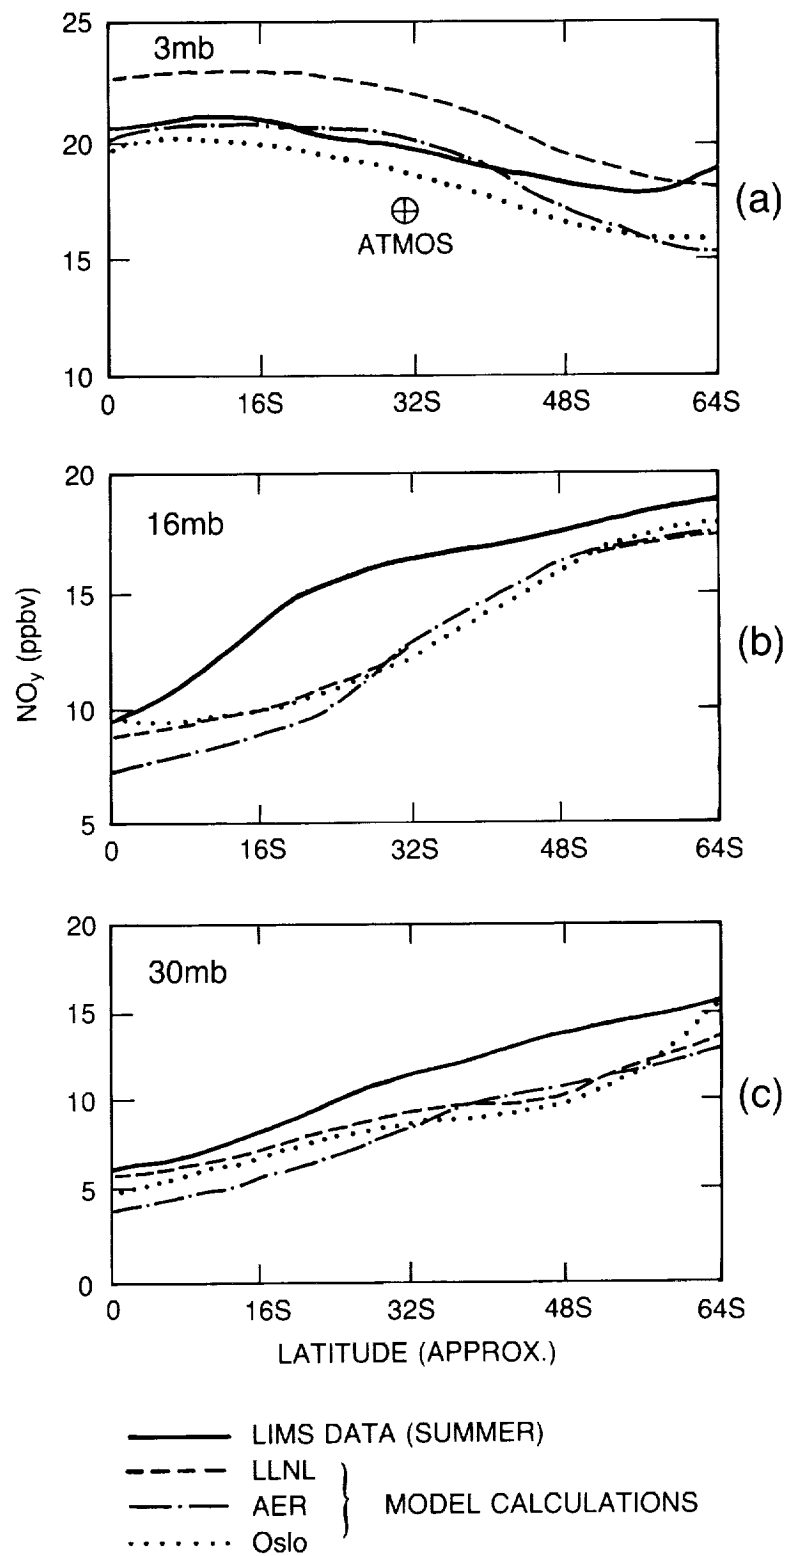 25
3mb
20
(a)
ATMOS
15
10
0 16S 32S 48S 64S
20
16mb
15
NOy (ppbv)
(b)
10
5
0 16S 32S 48S 64S
20
30mb
15
10
(c)
5
0
0 16S 32S 48S 64S
LATITUDE (APPROX.)
LIMS DATA (SUMMER)
LLNL
AER MODEL CALCULATIONS
Oslo